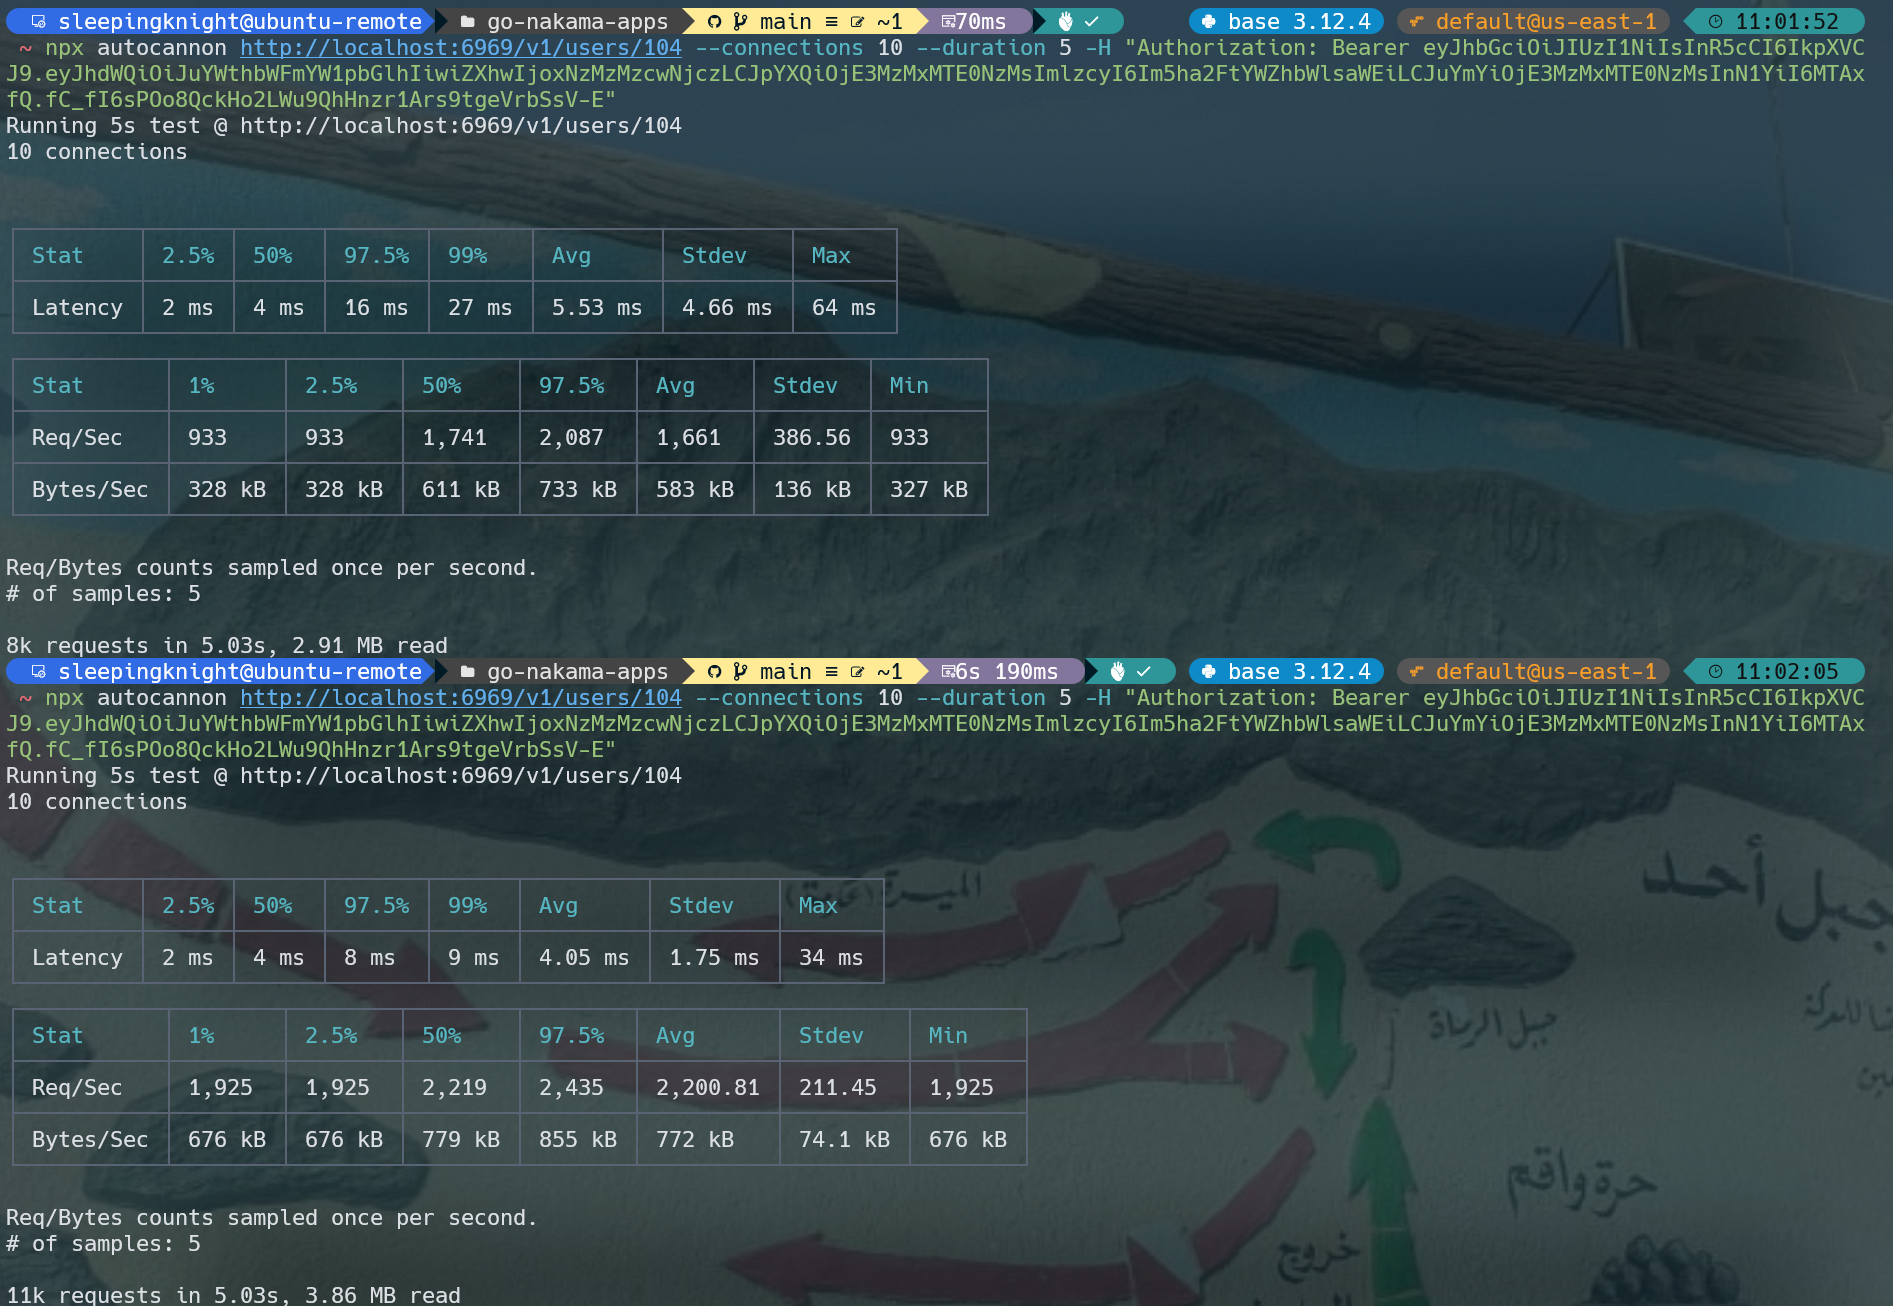 sleepingknight@ubuntu-remote go-nakama-apps main ≡ ~1 70ms ✓ base 3.12.4 default@us-east-1 11:01:52
~ npx autocannon http://localhost:6969/v1/users/104 --connections 10 --duration 5 -H "Authorization: Bearer eyJhbGciOiJIUzI1NiIsInR5cCI6IkpXVC
J9.eyJhdWQiOiJuYWthbWFmYW1pbGlhIiwiZXhwIjoxNzMzMzcwNjczLCJpYXQiOjE3MzMxMTE0NzMsImlzcyI6Im5ha2FtYWZhbWlsaWEiLCJuYmYiOjE3MzMxMTE0NzMsInN1YiI6MTAx
fQ.fC_fI6sPOo8QckHo2LWu9QhHnzr1Ars9tgeVrbSsV-E"
Running 5s test @ http://localhost:6969/v1/users/104
10 connections
Stat 2.5% 50% 97.5% 99% Avg Stdev Max
Latency 2 ms 4 ms 16 ms 27 ms 5.53 ms 4.66 ms 64 ms
Stat 1% 2.5% 50% 97.5% Avg Stdev Min
Req/Sec 933 933 1,741 2,087 1,661 386.56 933
Bytes/Sec 328 kB 328 kB 611 kB 733 kB 583 kB 136 kB 327 kB
Req/Bytes counts sampled once per second.
# of samples: 5
8k requests in 5.03s, 2.91 MB read
sleepingknight@ubuntu-remote go-nakama-apps main ≡ ~1 6s 190ms ✓ base 3.12.4 default@us-east-1 11:02:05
~ npx autocannon http://localhost:6969/v1/users/104 --connections 10 --duration 5 -H "Authorization: Bearer eyJhbGciOiJIUzI1NiIsInR5cCI6IkpXVC
J9.eyJhdWQiOiJuYWthbWFmYW1pbGlhIiwiZXhwIjoxNzMzMzcwNjczLCJpYXQiOjE3MzMxMTE0NzMsImlzcyI6Im5ha2FtYWZhbWlsaWEiLCJuYmYiOjE3MzMxMTE0NzMsInN1YiI6MTAx
fQ.fC_fI6sPOo8QckHo2LWu9QhHnzr1Ars9tgeVrbSsV-E"
Running 5s test @ http://localhost:6969/v1/users/104
10 connections
Stat 2.5% 50% 97.5% 99% Avg Stdev Max
Latency 2 ms 4 ms 8 ms 9 ms 4.05 ms 1.75 ms 34 ms
Stat 1% 2.5% 50% 97.5% Avg Stdev Min
Req/Sec 1,925 1,925 2,219 2,435 2,200.81 211.45 1,925
Bytes/Sec 676 kB 676 kB 779 kB 855 kB 772 kB 74.1 kB 676 kB
Req/Bytes counts sampled once per second.
# of samples: 5
11k requests in 5.03s, 3.86 MB read
جبل أحد
جبل الرماة
حرة واقم
خروج